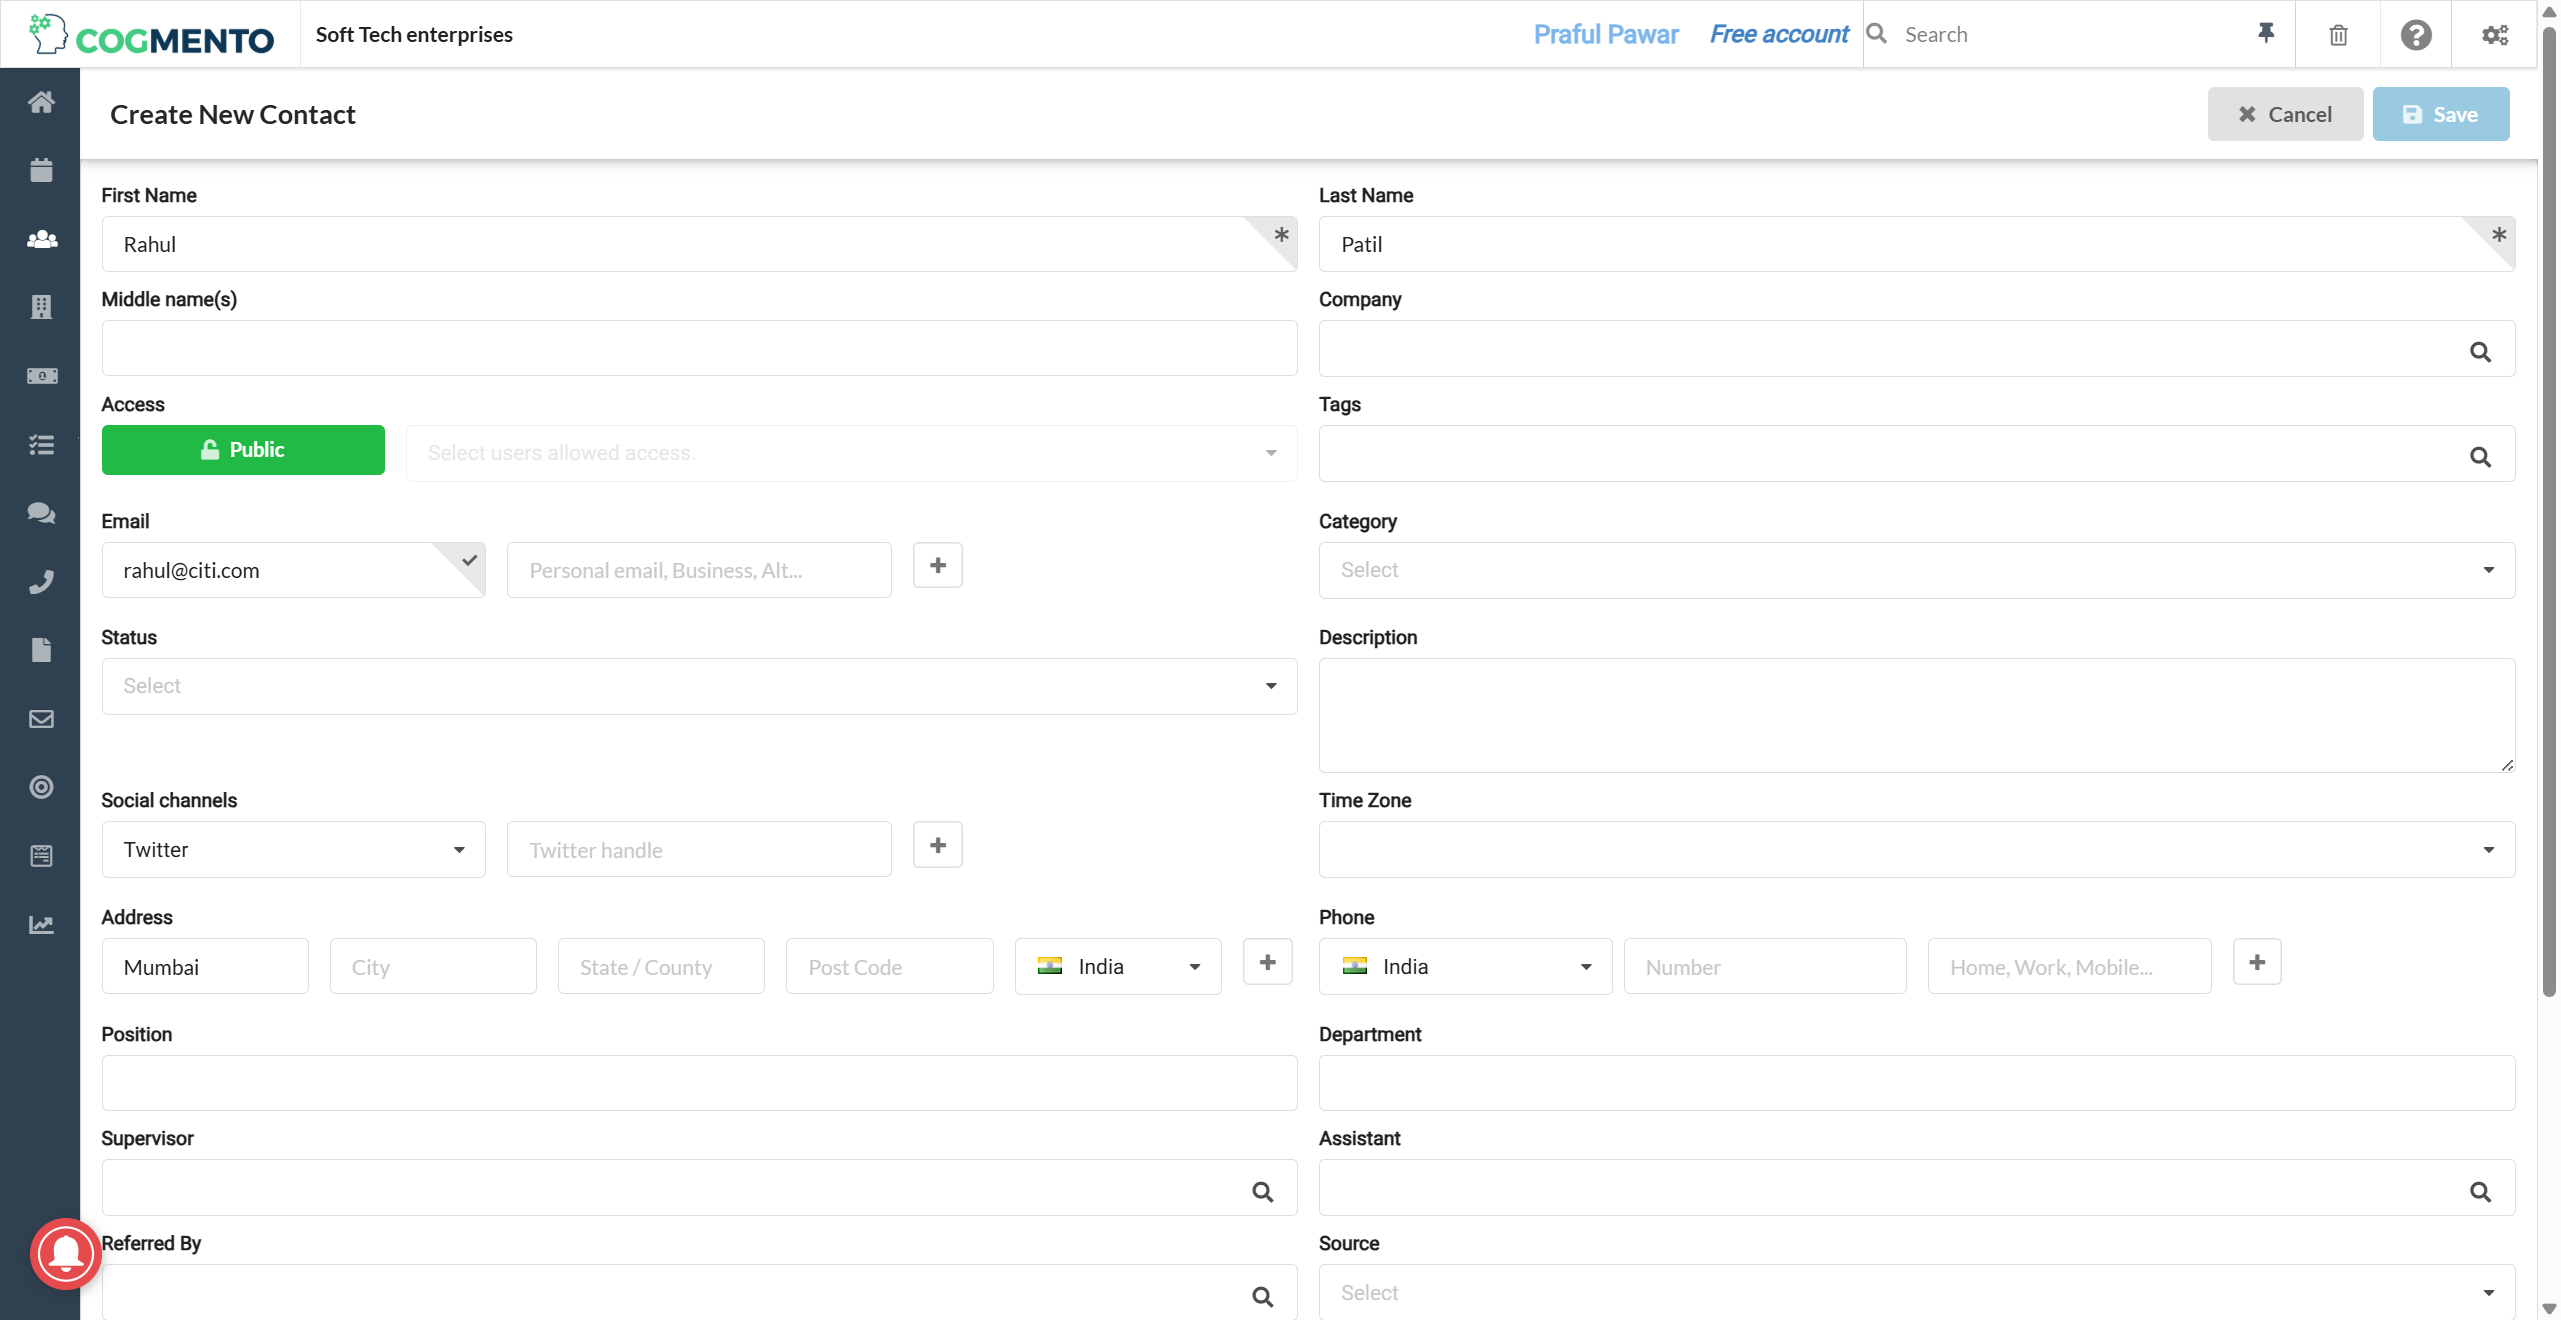 COGMENTO
Soft Tech enterprises
Praful Pawar
Free account
Search
Create New Contact
Cancel
Save
First Name
Last Name
Rahul
Patil
Middle name(s)
Company
Access
Tags
Public
Select users allowed access.
Email
Category
rahul@citi.com
Personal email, Business, Alt...
Select
Status
Description
Select
Social channels
Time Zone
Twitter
Twitter handle
Address
Phone
Mumbai
City
State / County
Post Code
India
India
Number
Home, Work, Mobile...
Position
Department
Supervisor
Assistant
Referred By
Source
Select